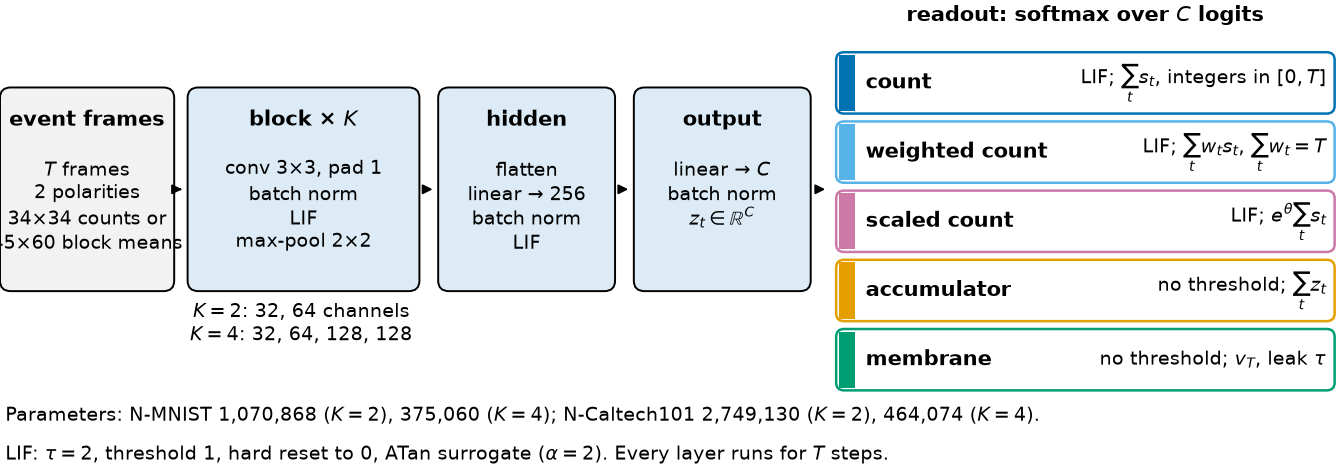 readout: softmax over C logits
event frames
T frames
2 polarities
34×34 counts or
45×60 block means
block × K
conv 3×3, pad 1
batch norm
LIF
max-pool 2×2
K = 2: 32, 64 channels
K = 4: 32, 64, 128, 128
hidden
flatten
linear → 256
batch norm
LIF
output
linear → C
batch norm
z_t ∈ ℝ^C
count LIF; ∑_t s_t, integers in [0, T]
weighted count LIF; ∑_t w_t s_t, ∑_t w_t = T
scaled count LIF; e^θ ∑_t s_t
accumulator no threshold; ∑_t z_t
membrane no threshold; v_T, leak τ
Parameters: N-MNIST 1,070,868 (K = 2), 375,060 (K = 4); N-Caltech101 2,749,130 (K = 2), 464,074 (K = 4).
LIF: τ = 2, threshold 1, hard reset to 0, ATan surrogate (α = 2). Every layer runs for T steps.